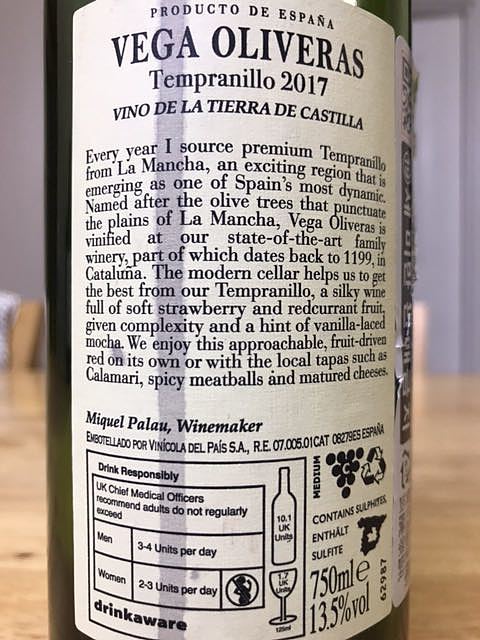 PRODUCTO DE ESPAÑA
VEGA OLIVERAS
Tempranillo 2017
VINO DE LA TIERRA DE CASTILLA
Every year I source premium Tempranillo
from La Mancha, an exciting region that is
emerging as one of Spain's most dynamic.
Named after the olive trees that punctuate
the plains of La Mancha, Vega Oliveras is
vinified at our state-of-the-art family
winery, part of which dates back to 1199, in
Cataluña. The modern cellar helps us to get
the best from our Tempranillo, a silky wine
full of soft strawberry and redcurrant fruit,
given complexity and a hint of vanilla-laced
mocha. We enjoy this approachable, fruit-driven
red on its own or with the local tapas such as
Calamari, spicy meatballs and matured cheeses.
Miquel Palau, Winemaker
EMBOTELLADO POR VINÍCOLA DEL PAÍS S.A., R.E. 07.005.01CAT 08279ES ESPAÑA
Drink Responsibly
UK Chief Medical Officers
recommend adults do not regularly
exceed
Men
3-4 Units per day
Women
2-3 Units per day
drinkaware
10.1
UK
Units
1.7
UK
Units
125ml
MEDIUM
CONTAINS SULPHITES.
ENTHÄLT
SULFITE
750ml e
13.5%vol
62987